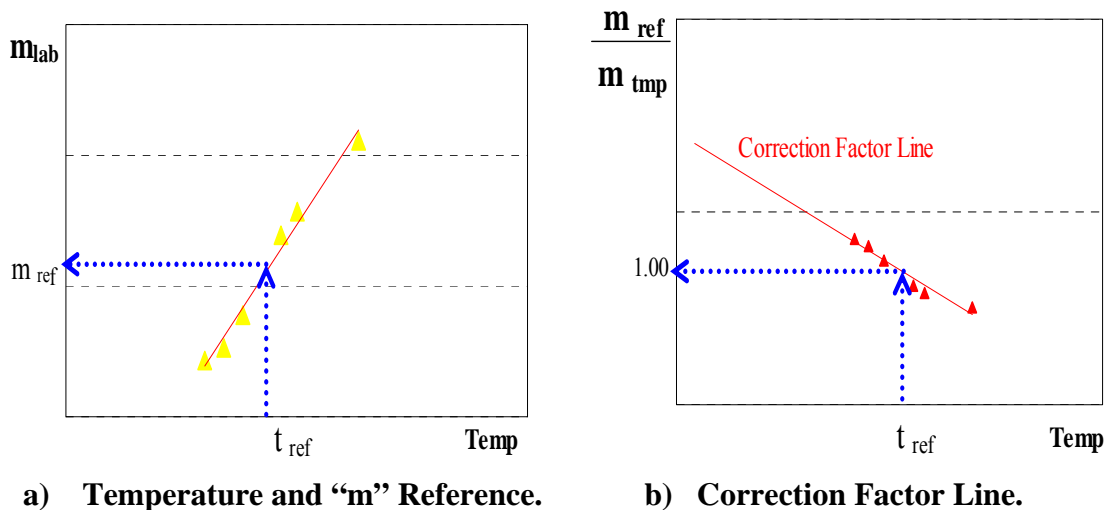 m lab
m ref
t ref
Temp
a) Temperature and “m” Reference.
m ref
m tmp
Correction Factor Line
1.00
t ref
Temp
b) Correction Factor Line.